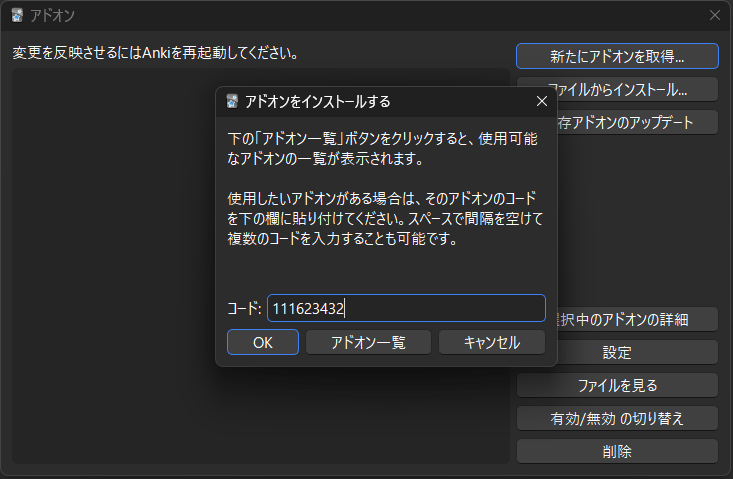 アドオン
変更を反映させるにはAnkiを再起動してください。
新たにアドオンを取得...
ァイルからインストール...
存アドオンのアップデート
アドオンをインストールする
下の「アドオン一覧」ボタンをクリックすると、使用可能
なアドオンの一覧が表示されます。
使用したいアドオンがある場合は、そのアドオンのコード
を下の欄に貼り付けてください。スペースで間隔を空けて
複数のコードを入力することも可能です。
コード: 111623432
OK
アドオン一覧
キャンセル
択中のアドオンの詳細
設定
ファイルを見る
有効/無効 の切り替え
削除